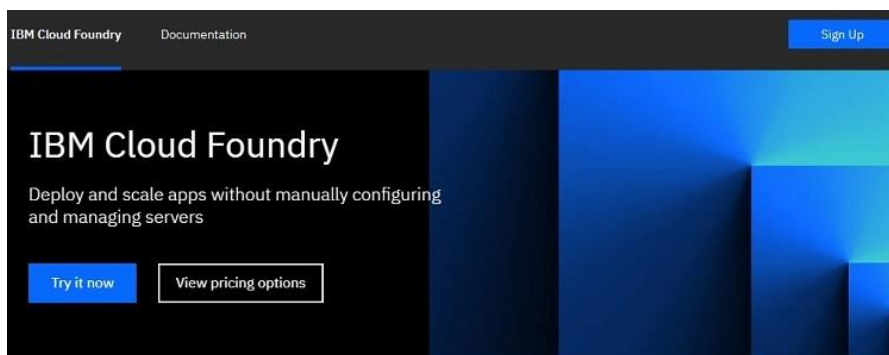 IBM Cloud Foundry
Documentation
Sign Up
IBM Cloud Foundry
Deploy and scale apps without manually configuring
and managing servers
Try it now
View pricing options